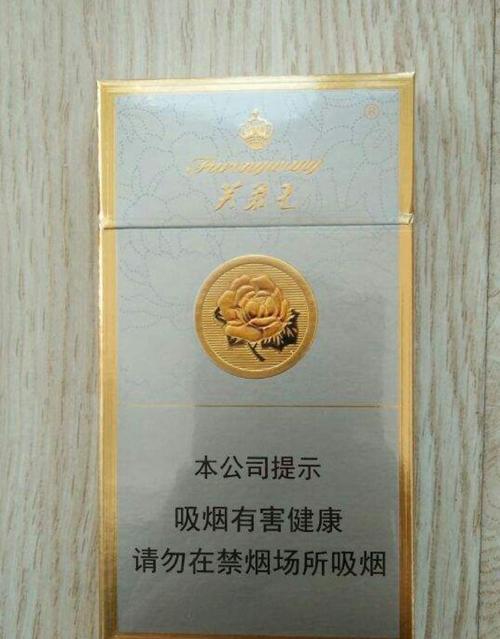 ®
Furongwang
芙蓉王
本公司提示
吸烟有害健康
请勿在禁烟场所吸烟